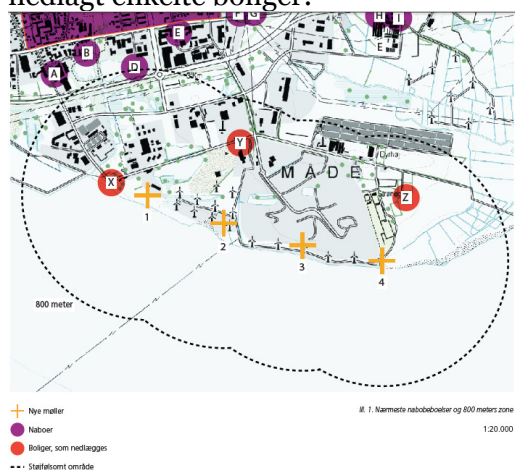 nedlagt enkelte boliger.
F G H I
B E
A D E
Y
MÅDE
X Z
1
2
3
4
800 meter
Nye møller
Ill. 1. Nærmeste nabobeboelser og 800 meters zone
Naboer
1:20.000
Boliger, som nedlægges
Støjfølsomt område